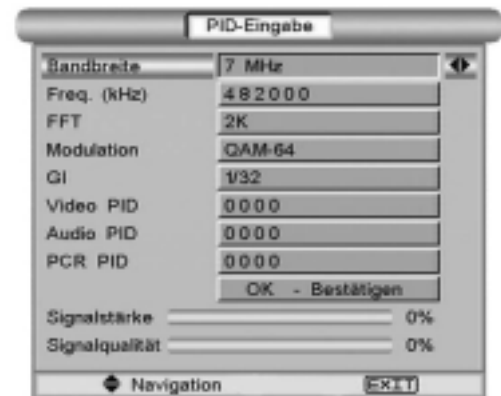 PID-Eingabe
Bandbreite 7 MHz
Freq. (kHz) 482000
FFT 2K
Modulation QAM-64
GI 1/32
Video PID 0000
Audio PID 0000
PCR PID 0000
OK - Bestätigen
Signalstärke 0%
Signalqualität 0%
Navigation EXIT